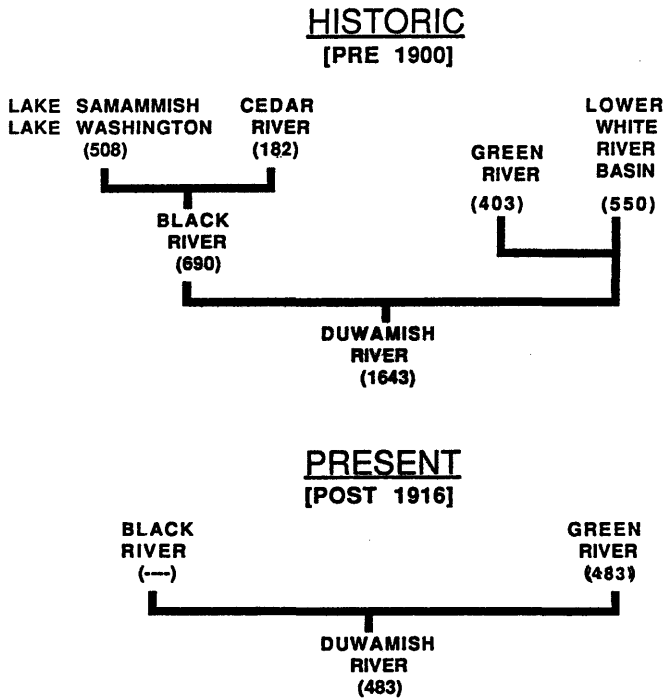 HISTORIC
[PRE 1900]
LAKE SAMAMMISH
LAKE WASHINGTON
(508)
CEDAR
RIVER
(182)
GREEN
RIVER
(403)
LOWER
WHITE
RIVER
BASIN
(550)
BLACK
RIVER
(690)
DUWAMISH
RIVER
(1643)
PRESENT
[POST 1916]
BLACK
RIVER
(----)
GREEN
RIVER
(483)
DUWAMISH
RIVER
(483)